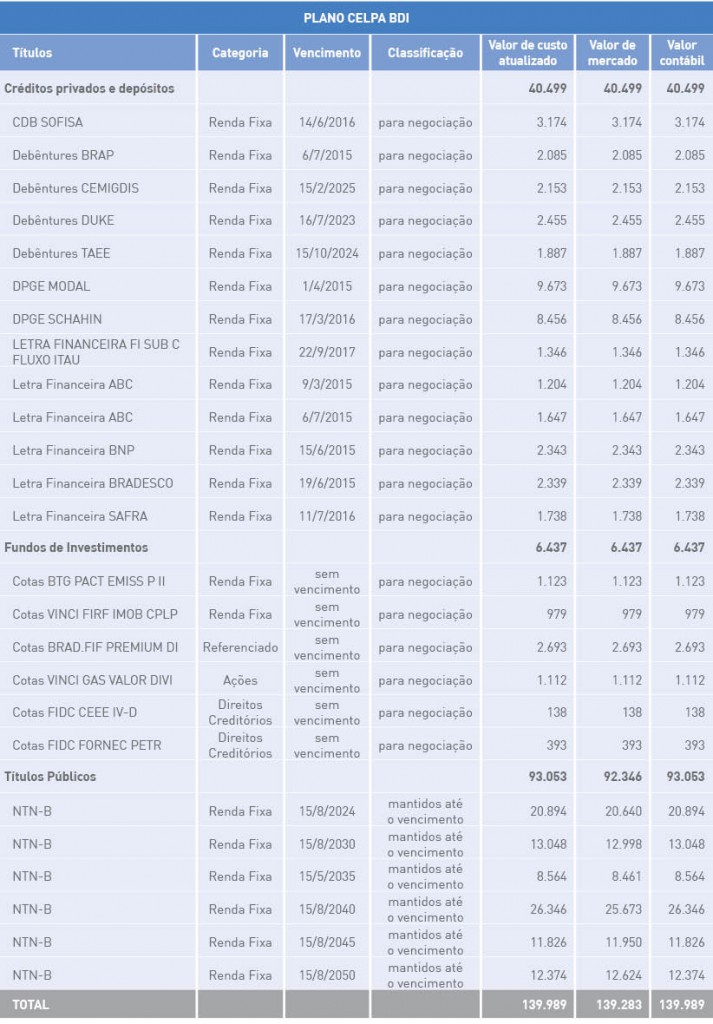 PLANO CELPA BDI
Títulos Categoria Vencimento Classificação Valor de custo atualizado Valor de mercado Valor contábil
Créditos privados e depósitos 40.499 40.499 40.499
CDB SOFISA Renda Fixa 14/6/2016 para negociação 3.174 3.174 3.174
Debêntures BRAP Renda Fixa 6/7/2015 para negociação 2.085 2.085 2.085
Debêntures CEMIGDIS Renda Fixa 15/2/2025 para negociação 2.153 2.153 2.153
Debêntures DUKE Renda Fixa 16/7/2023 para negociação 2.455 2.455 2.455
Debêntures TAEE Renda Fixa 15/10/2024 para negociação 1.887 1.887 1.887
DPGE MODAL Renda Fixa 1/4/2015 para negociação 9.673 9.673 9.673
DPGE SCHAHIN Renda Fixa 17/3/2016 para negociação 8.456 8.456 8.456
LETRA FINANCEIRA FI SUB C FLUXO ITAU Renda Fixa 22/9/2017 para negociação 1.346 1.346 1.346
Letra Financeira ABC Renda Fixa 9/3/2015 para negociação 1.204 1.204 1.204
Letra Financeira ABC Renda Fixa 6/7/2015 para negociação 1.647 1.647 1.647
Letra Financeira BNP Renda Fixa 15/6/2015 para negociação 2.343 2.343 2.343
Letra Financeira BRADESCO Renda Fixa 19/6/2015 para negociação 2.339 2.339 2.339
Letra Financeira SAFRA Renda Fixa 11/7/2016 para negociação 1.738 1.738 1.738
Fundos de Investimentos 6.437 6.437 6.437
Cotas BTG PACT EMISS P II Renda Fixa sem vencimento para negociação 1.123 1.123 1.123
Cotas VINCI FIRF IMOB CPLP Renda Fixa sem vencimento para negociação 979 979 979
Cotas BRAD.FIF PREMIUM DI Referenciado sem vencimento para negociação 2.693 2.693 2.693
Cotas VINCI GAS VALOR DIVI Ações sem vencimento para negociação 1.112 1.112 1.112
Cotas FIDC CEEE IV-D Direitos Creditórios sem vencimento para negociação 138 138 138
Cotas FIDC FORNEC PETR Direitos Creditórios sem vencimento para negociação 393 393 393
Títulos Públicos 93.053 92.346 93.053
NTN-B Renda Fixa 15/8/2024 mantidos até o vencimento 20.894 20.640 20.894
NTN-B Renda Fixa 15/8/2030 mantidos até o vencimento 13.048 12.998 13.048
NTN-B Renda Fixa 15/5/2035 mantidos até o vencimento 8.564 8.461 8.564
NTN-B Renda Fixa 15/8/2040 mantidos até o vencimento 26.346 25.673 26.346
NTN-B Renda Fixa 15/8/2045 mantidos até o vencimento 11.826 11.950 11.826
NTN-B Renda Fixa 15/8/2050 mantidos até o vencimento 12.374 12.624 12.374
TOTAL 139.989 139.283 139.989